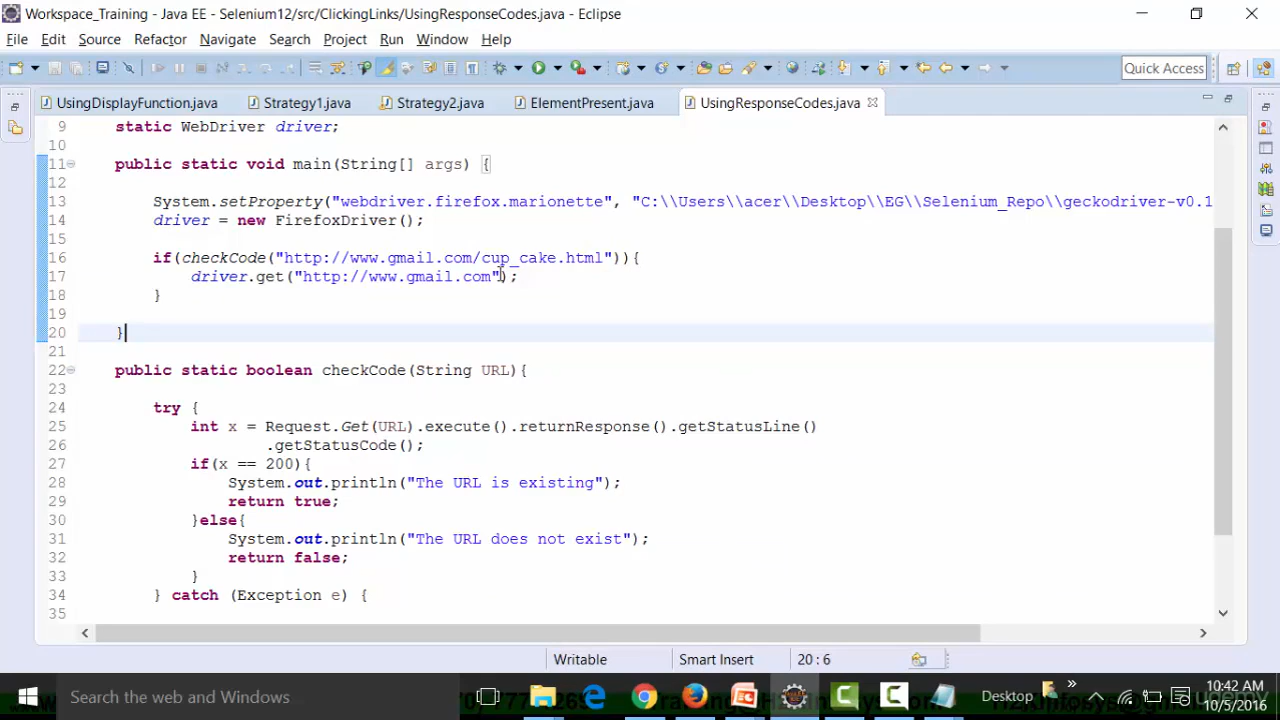 Workspace_Training - Java EE - Selenium12/src/ClickingLinks/UsingResponseCodes.java - Eclipse
File Edit Source Refactor Navigate Search Project Run Window Help
Quick Access
UsingDisplayFunction.java Strategy1.java Strategy2.java ElementPresent.java UsingResponseCodes.java
9 static WebDriver driver;
10
11 public static void main(String[] args) {
12
13 System.setProperty("webdriver.firefox.marionette", "C:\\Users\\acer\\Desktop\\EG\\Selenium_Repo\\geckodriver-v0.1
14 driver = new FirefoxDriver();
15
16 if(checkCode("http://www.gmail.com/cup_cake.html")){
17 driver.get("http://www.gmail.com");
18 }
19
20 }
21
22 public static boolean checkCode(String URL){
23
24 try {
25 int x = Request.Get(URL).execute().returnResponse().getStatusLine()
26 .getStatusCode();
27 if(x == 200){
28 System.out.println("The URL is existing");
29 return true;
30 }else{
31 System.out.println("The URL does not exist");
32 return false;
33 }
34 } catch (Exception e) {
35
Writable Smart Insert 20 : 6
Search the web and Windows
Desktop
10:42 AM
10/5/2016